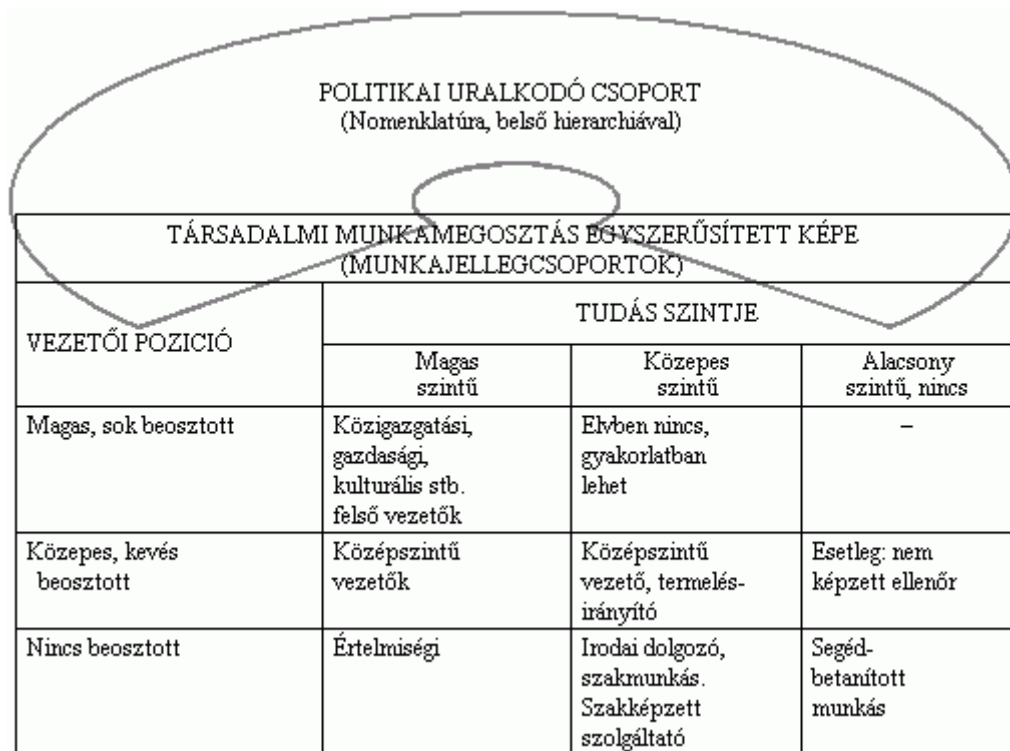 POLITIKAI URALKODÓ CSOPORT
(Nomenklatúra, belső hierarchiával)
TÁRSADALMI MUNKAMEGOSZTÁS EGYSZERŰSÍTETT KÉPE
(MUNKAJELLEGCSOPORTOK)
VEZETŐI POZICIÓ
TUDÁS SZINTJE
Magas
szintű
Közepes
szintű
Alacsony
szintű, nincs
Magas, sok beosztott
Közigazgatási,
gazdasági,
kulturális stb.
felső vezetők
Elvben nincs,
gyakorlatban
lehet
–
Közepes, kevés
beosztott
Középszintű
vezetők
Középszintű
vezető, termelés-
irányító
Esetleg: nem
képzett ellenőr
Nincs beosztott
Értelmiségi
Irodai dolgozó,
szakmunkás.
Szakképzett
szolgáltató
Segéd-
betanított
munkás